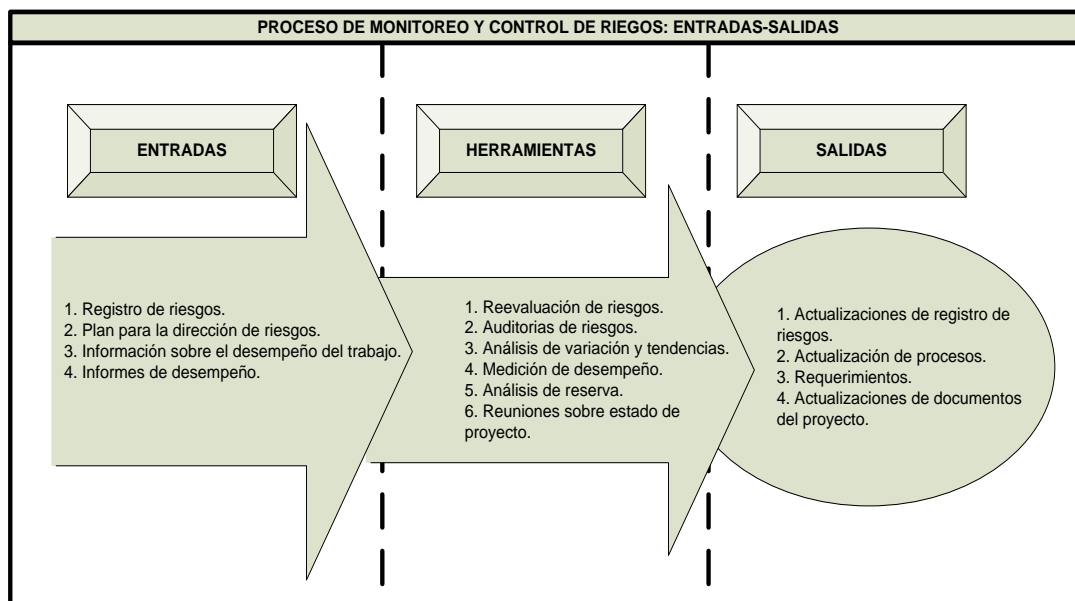 PROCESO DE MONITOREO Y CONTROL DE RIEGOS: ENTRADAS-SALIDAS
ENTRADAS
1. Registro de riesgos.
2. Plan para la dirección de riesgos.
3. Información sobre el desempeño del trabajo.
4. Informes de desempeño.
HERRAMIENTAS
1. Reevaluación de riesgos.
2. Auditorias de riesgos.
3. Análisis de variación y tendencias.
4. Medición de desempeño.
5. Análisis de reserva.
6. Reuniones sobre estado de
proyecto.
SALIDAS
1. Actualizaciones de registro de
riesgos.
2. Actualización de procesos.
3. Requerimientos.
4. Actualizaciones de documentos
del proyecto.